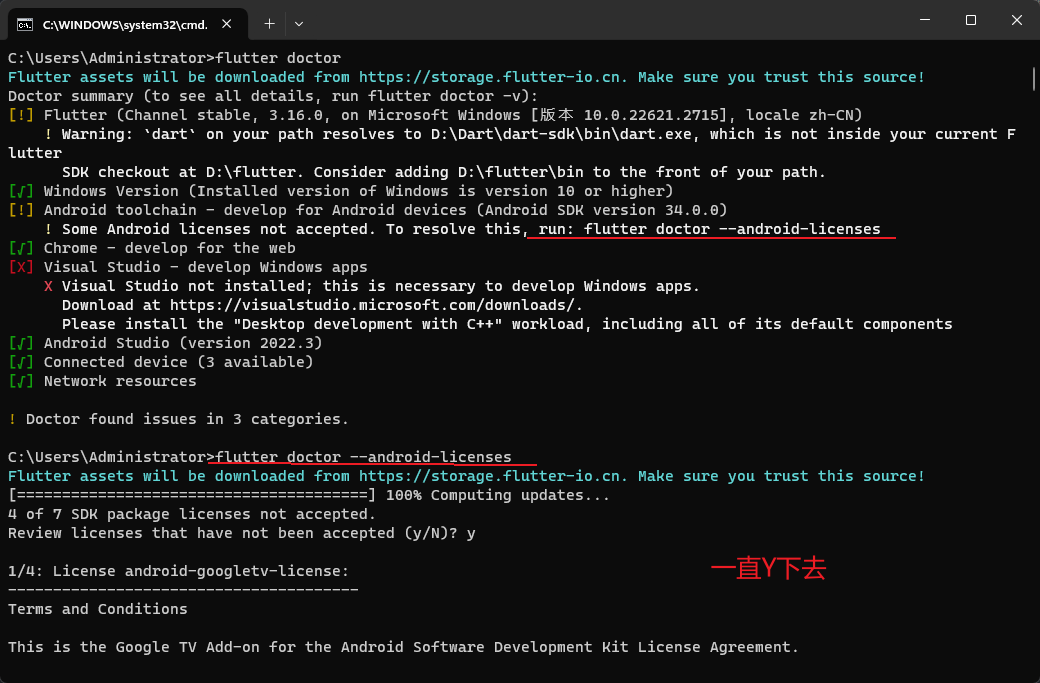 C:\WINDOWS\system32\cmd.
C:\Users\Administrator>flutter doctor
Flutter assets will be downloaded from https://storage.flutter-io.cn. Make sure you trust this source!
Doctor summary (to see all details, run flutter doctor -v):
[!] Flutter (Channel stable, 3.16.0, on Microsoft Windows [版本 10.0.22621.2715], locale zh-CN)
! Warning: `dart` on your path resolves to D:\Dart\dart-sdk\bin\dart.exe, which is not inside your current F
lutter
SDK checkout at D:\flutter. Consider adding D:\flutter\bin to the front of your path.
[√] Windows Version (Installed version of Windows is version 10 or higher)
[!] Android toolchain - develop for Android devices (Android SDK version 34.0.0)
! Some Android licenses not accepted. To resolve this, run: flutter doctor --android-licenses
[√] Chrome - develop for the web
[X] Visual Studio - develop Windows apps
X Visual Studio not installed; this is necessary to develop Windows apps.
Download at https://visualstudio.microsoft.com/downloads/.
Please install the "Desktop development with C++" workload, including all of its default components
[√] Android Studio (version 2022.3)
[√] Connected device (3 available)
[√] Network resources
! Doctor found issues in 3 categories.
C:\Users\Administrator>flutter doctor --android-licenses
Flutter assets will be downloaded from https://storage.flutter-io.cn. Make sure you trust this source!
[=======================================] 100% Computing updates...
4 of 7 SDK package licenses not accepted.
Review licenses that have not been accepted (y/N)? y
1/4: License android-googletv-license:
一直Y下去
---------------------------------------
Terms and Conditions
This is the Google TV Add-on for the Android Software Development Kit License Agreement.